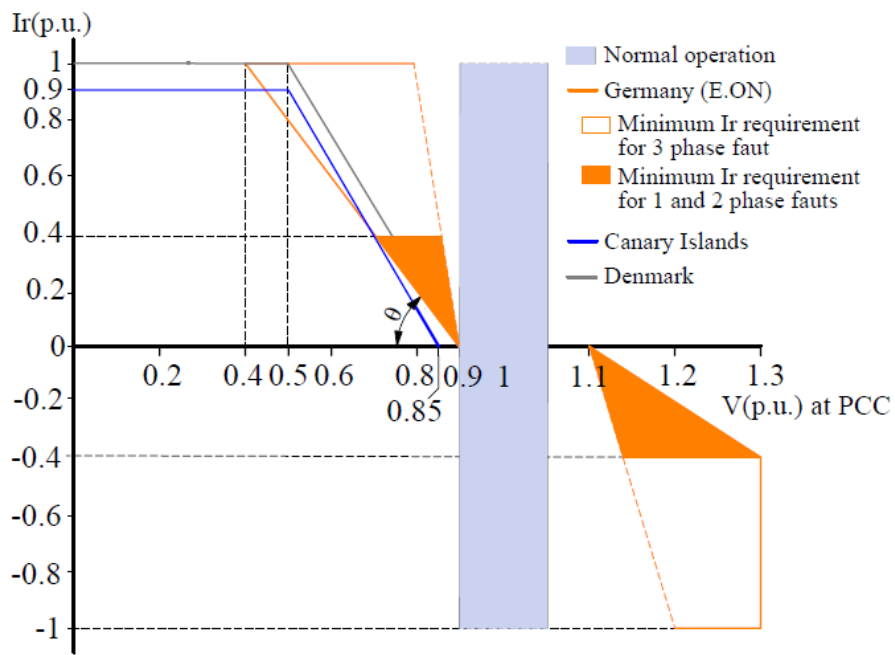 Ir(p.u.)
1
0.9
0.8
0.6
0.4
0.2
0
-0.2
-0.4
-0.6
-0.8
-1
θ
0.2
0.4
0.5
0.6
0.8
0.9
1
1.1
1.2
1.3
0.85
V(p.u.) at PCC
Normal operation
Germany (E.ON)
Minimum Ir requirement
for 3 phase faut
Minimum Ir requirement
for 1 and 2 phase fauts
Canary Islands
Denmark